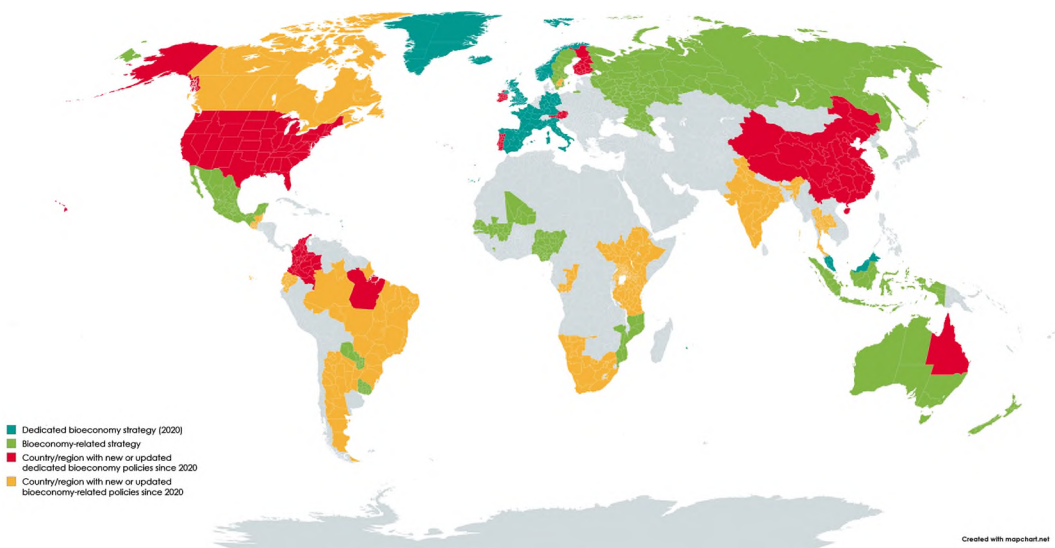 Dedicated bioeconomy strategy (2020)
Bioeconomy-related strategy
Country/region with new or updated
dedicated bioeconomy policies since 2020
Country/region with new or updated
bioeconomy-related policies since 2020
Created with mapchart.net